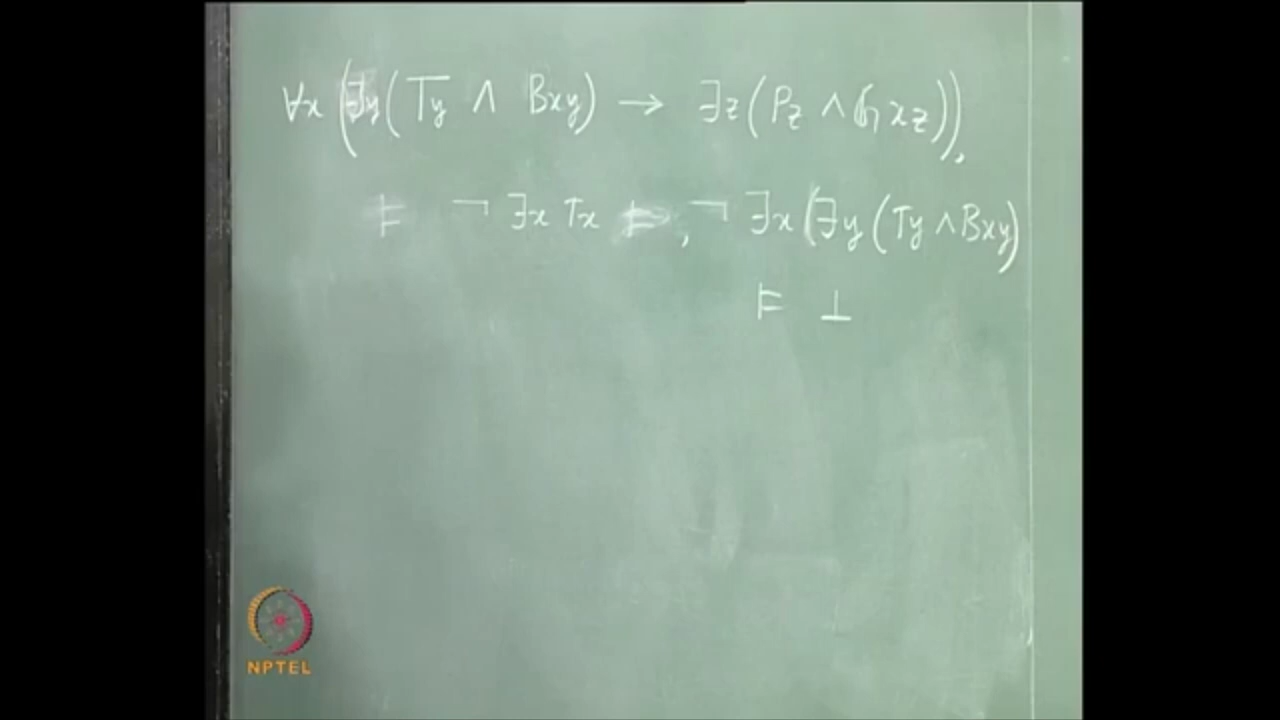 ∀x (∃y(Ty ∧ Bxy) → ∃z(Pz ∧ Gxz)),
⊨ ¬ ∃x Tx ⊨, ¬ ∃x (∃y (Ty ∧ Bxy)
⊨ ⊥
NPTEL